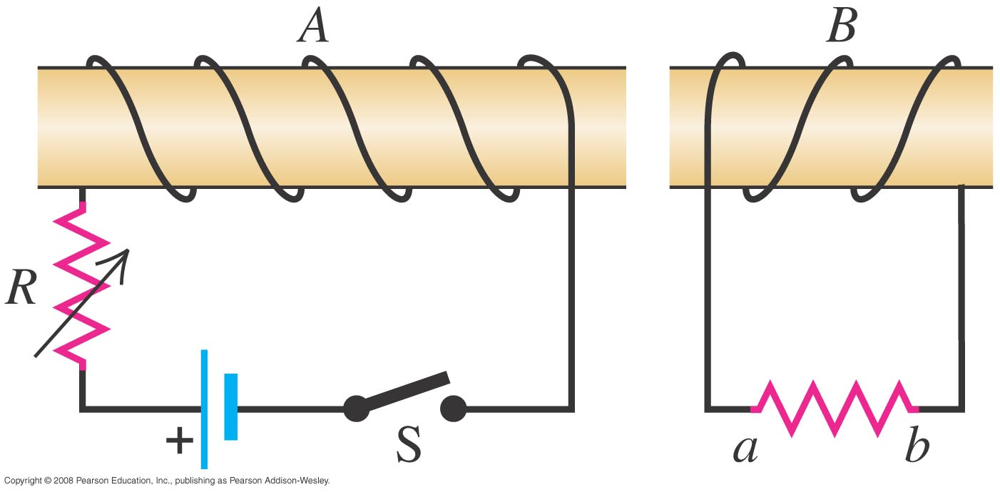 A
B
R
+
S
a
b
Copyright © 2008 Pearson Education, Inc., publishing as Pearson Addison-Wesley.